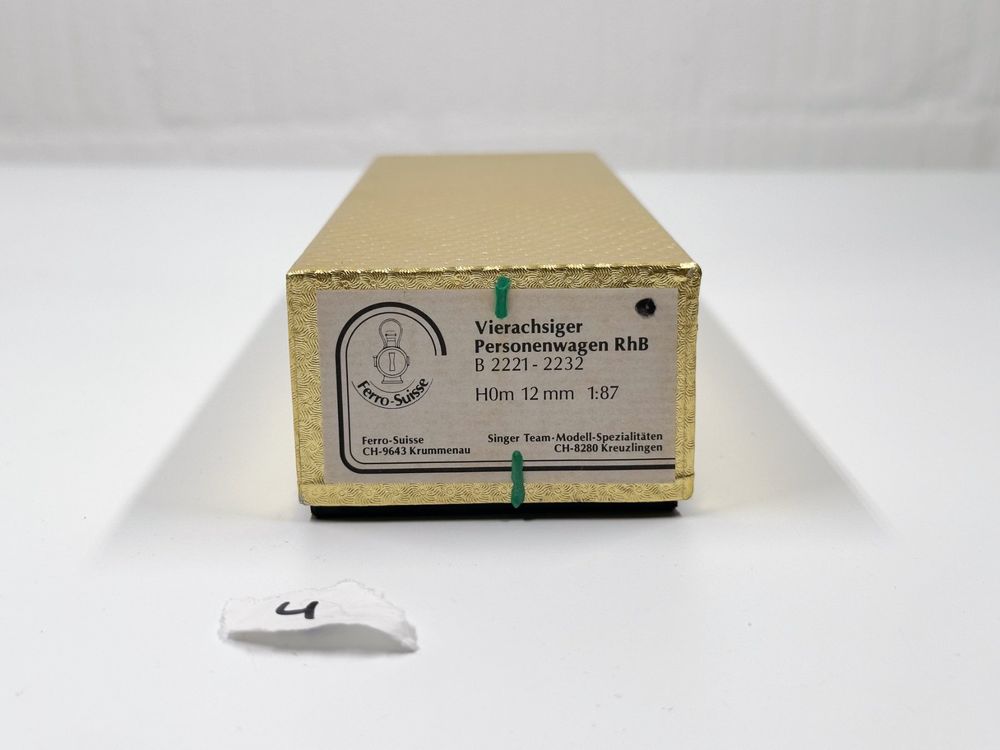 Ferro-Suisse
Vierachsiger
Personenwagen RhB
B 2221 - 2232
H0m 12 mm 1:87
Ferro-Suisse
CH-9643 Krummenau
Singer Team·Modell-Spezialitäten
CH-8280 Kreuzlingen
4